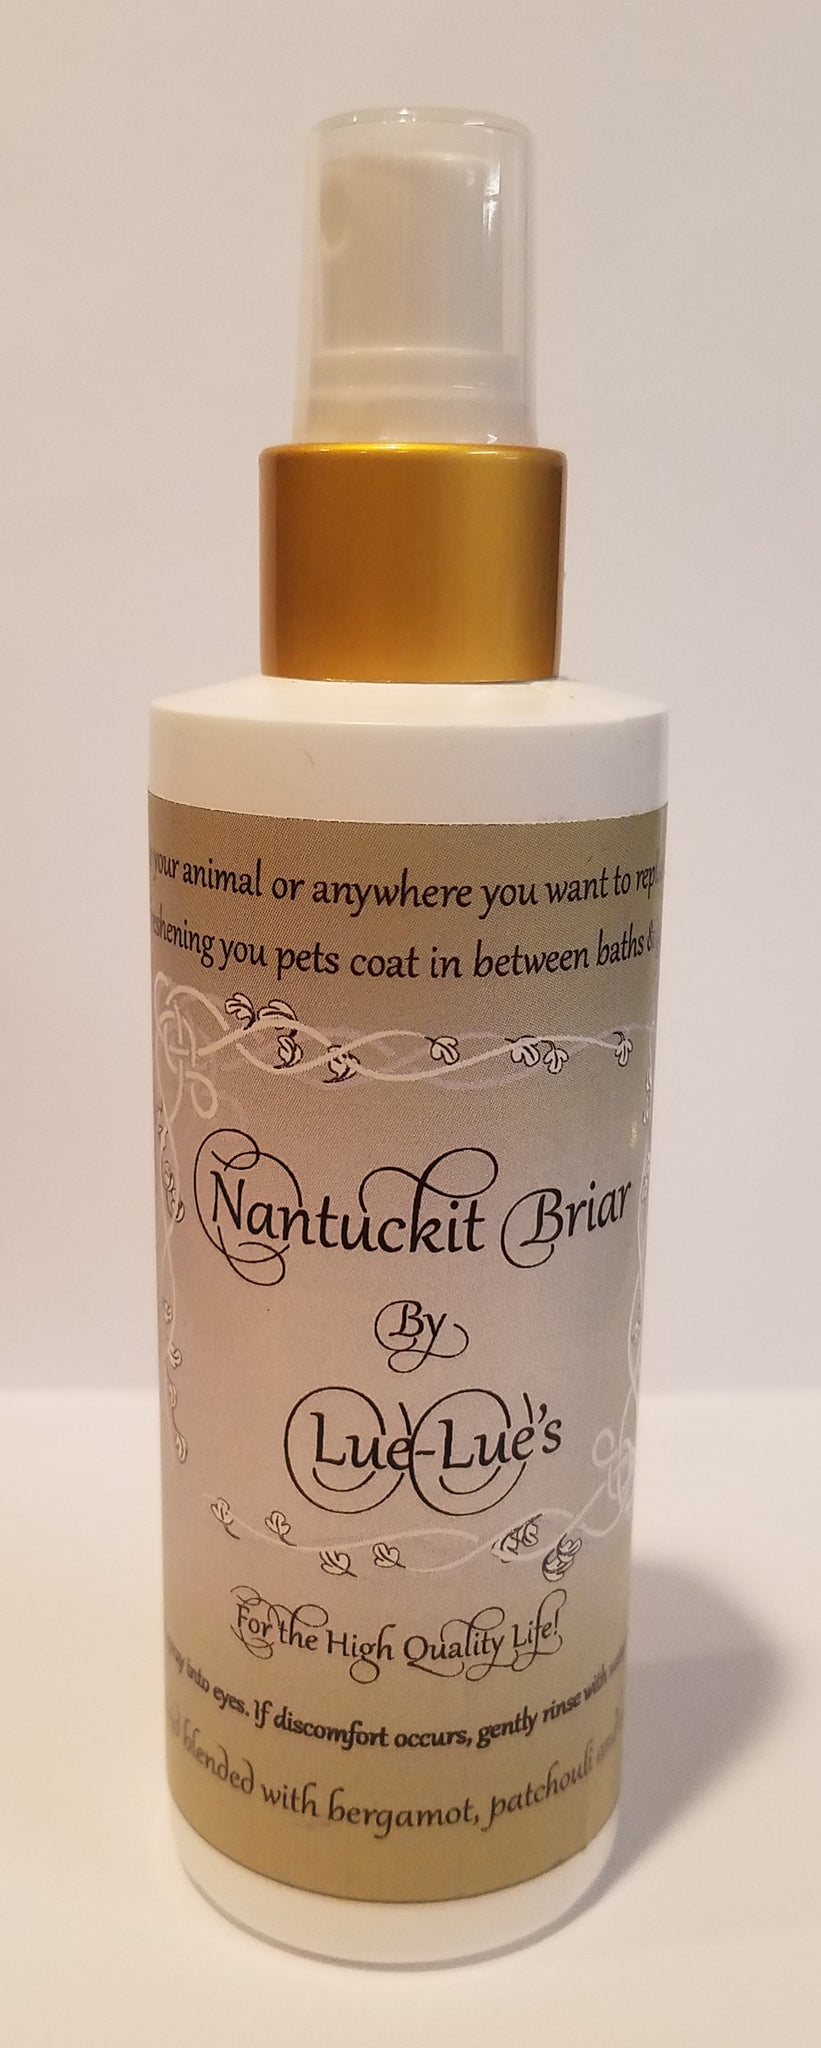 your animal or anywhere you want to
you pets coat in between baths &
Nantuckit Briar
By
Lue-Lue's
For the High Quality Life!
into eyes. If discomfort occurs, gently rinse with
blended with bergamot, patchouli